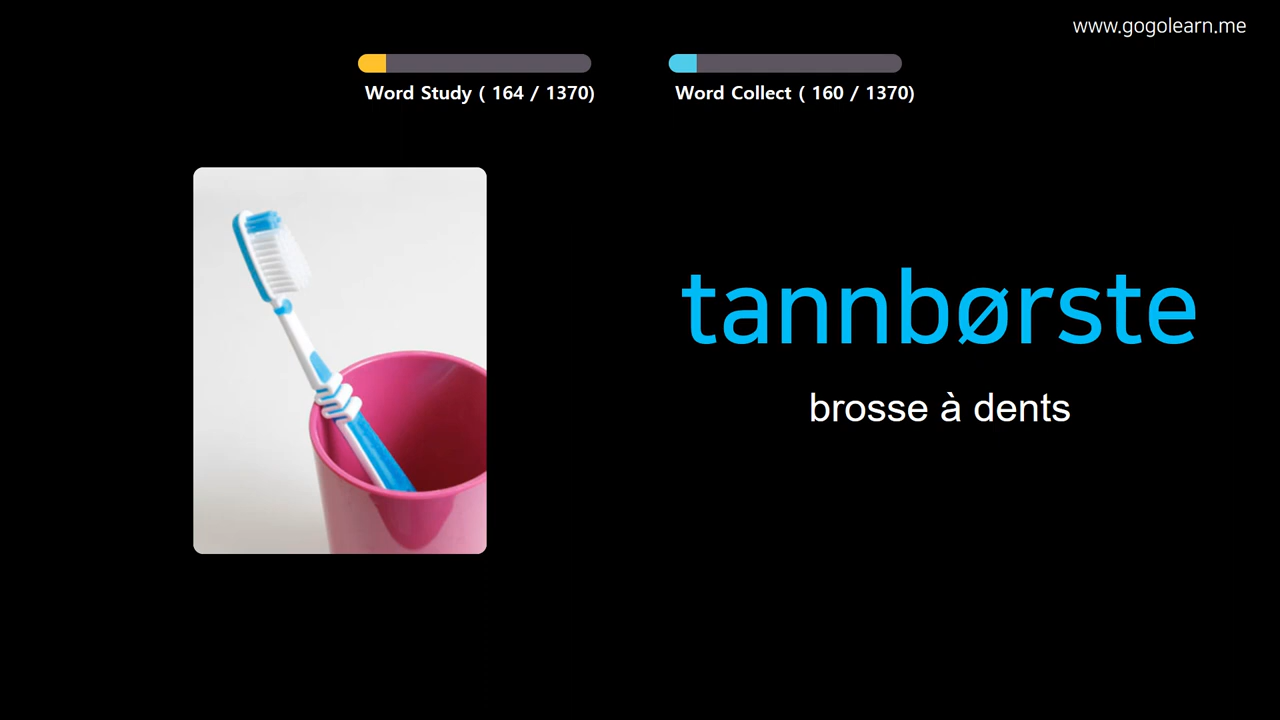 www.gogolearn.me
Word Study ( 164 / 1370)
Word Collect ( 160 / 1370)
tannbørste
brosse à dents